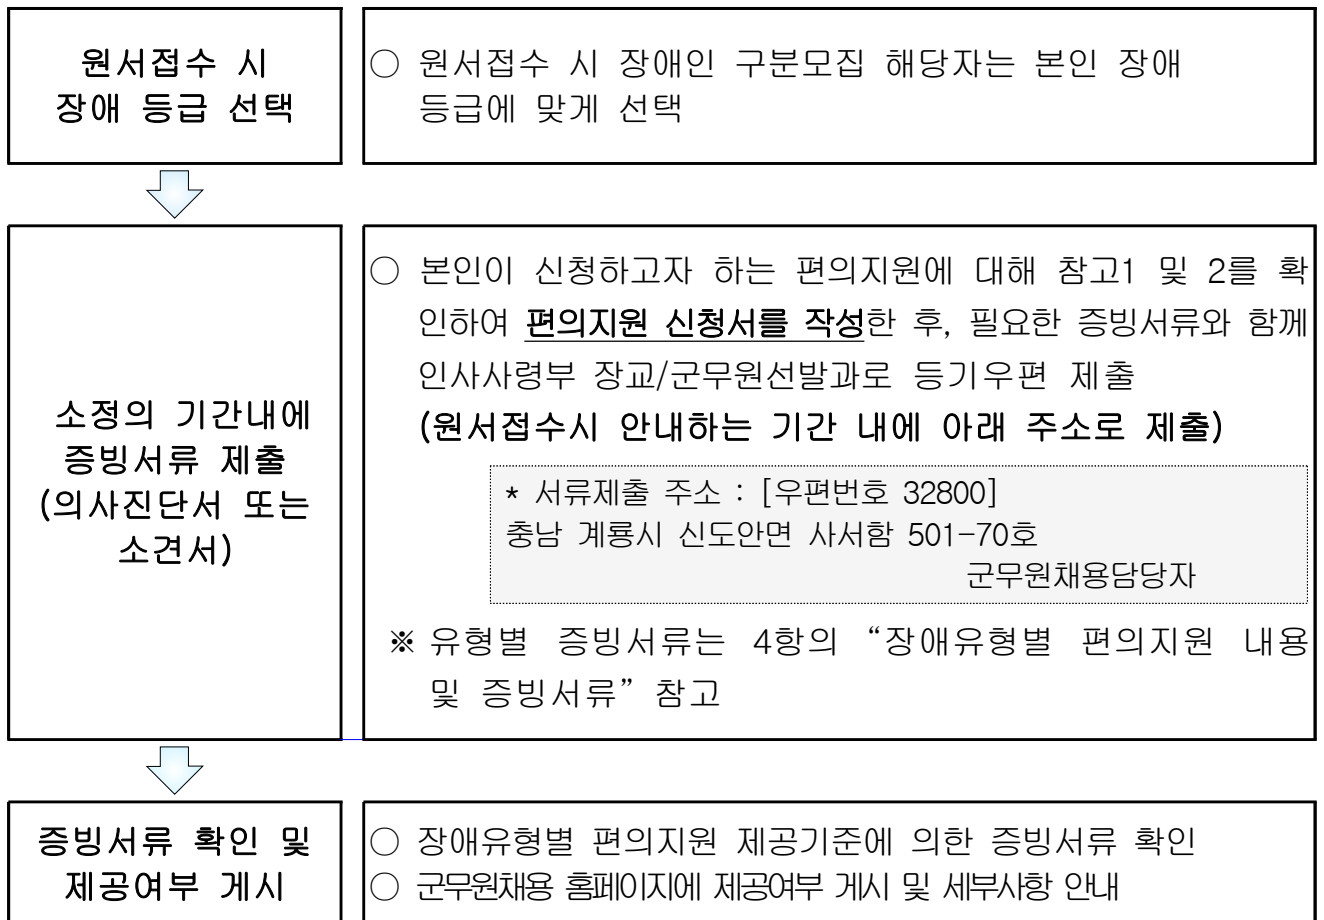 원서접수 시
장애 등급 선택
○ 원서접수 시 장애인 구분모집 해당자는 본인 장애
등급에 맞게 선택
소정의 기간내에
증빙서류 제출
(의사진단서 또는
소견서)
○ 본인이 신청하고자 하는 편의지원에 대해 참고1 및 2를 확
인하여 편의지원 신청서를 작성한 후, 필요한 증빙서류와 함께
인사사령부 장교/군무원선발과로 등기우편 제출
(원서접수시 안내하는 기간 내에 아래 주소로 제출)
* 서류제출 주소 : [우편번호 32800]
충남 계룡시 신도안면 사서함 501-70호
군무원채용담당자
※ 유형별 증빙서류는 4항의 “장애유형별 편의지원 내용
및 증빙서류” 참고
증빙서류 확인 및
제공여부 게시
○ 장애유형별 편의지원 제공기준에 의한 증빙서류 확인
○ 군무원채용 홈페이지에 제공여부 게시 및 세부사항 안내